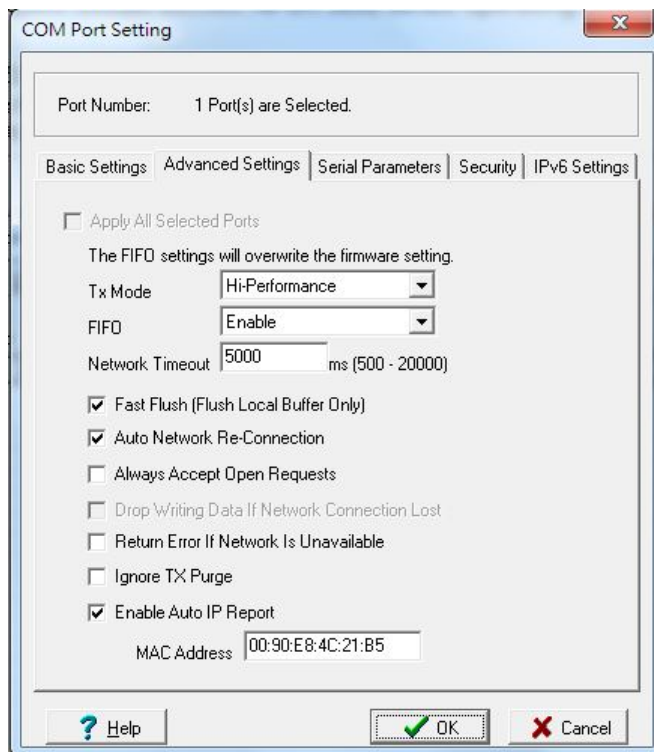 COM Port Setting
Port Number: 1 Port(s) are Selected.
Basic Settings Advanced Settings Serial Parameters Security IPv6 Settings
Apply All Selected Ports
The FIFO settings will overwrite the firmware setting.
Tx Mode Hi-Performance
FIFO Enable
Network Timeout 5000 ms (500 - 20000)
Fast Flush (Flush Local Buffer Only)
Auto Network Re-Connection
Always Accept Open Requests
Drop Writing Data If Network Connection Lost
Return Error If Network Is Unavailable
Ignore TX Purge
Enable Auto IP Report
MAC Address 00:90:E8:4C:21:B5
? Help OK Cancel